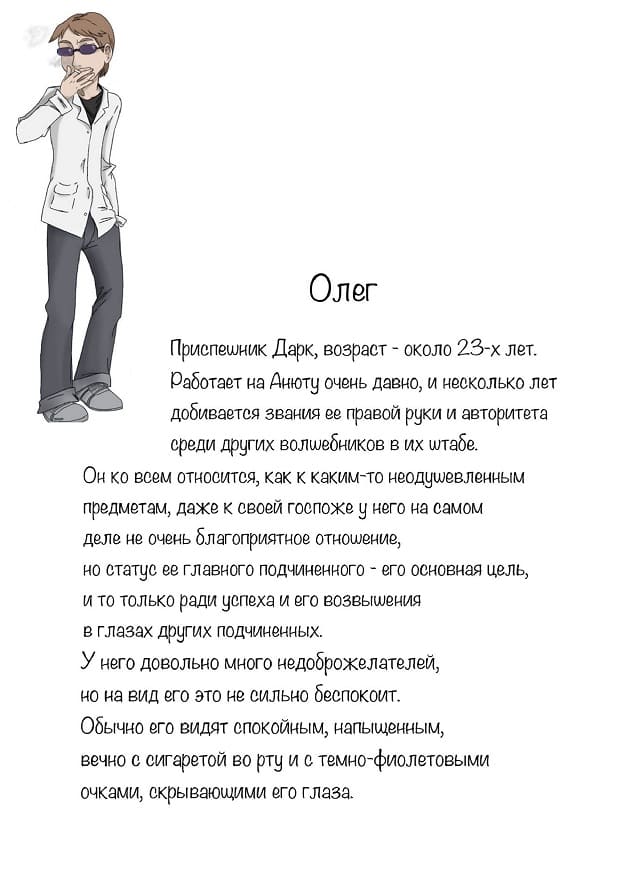 Олег
Приспешник Дарк, возраст - около 23-х лет.
Работает на Анюту очень давно, и несколько лет
добивается звания ее правой руки и авторитета
среди других волшебников в их штабе.
Он ко всем относится, как к каким-то неодушевленным
предметам, даже к своей госпоже у него на самом
деле не очень благоприятное отношение,
но статус ее главного подчиненного - его основная цель,
и то только ради успеха и его возвышения
в глазах других подчиненных.
У него довольно много недоброжелателей,
но на вид его это не сильно беспокоит.
Обычно его видят спокойным, напыщенным,
вечно с сигаретой во рту и с темно-фиолетовыми
очками, скрывающими его глаза.